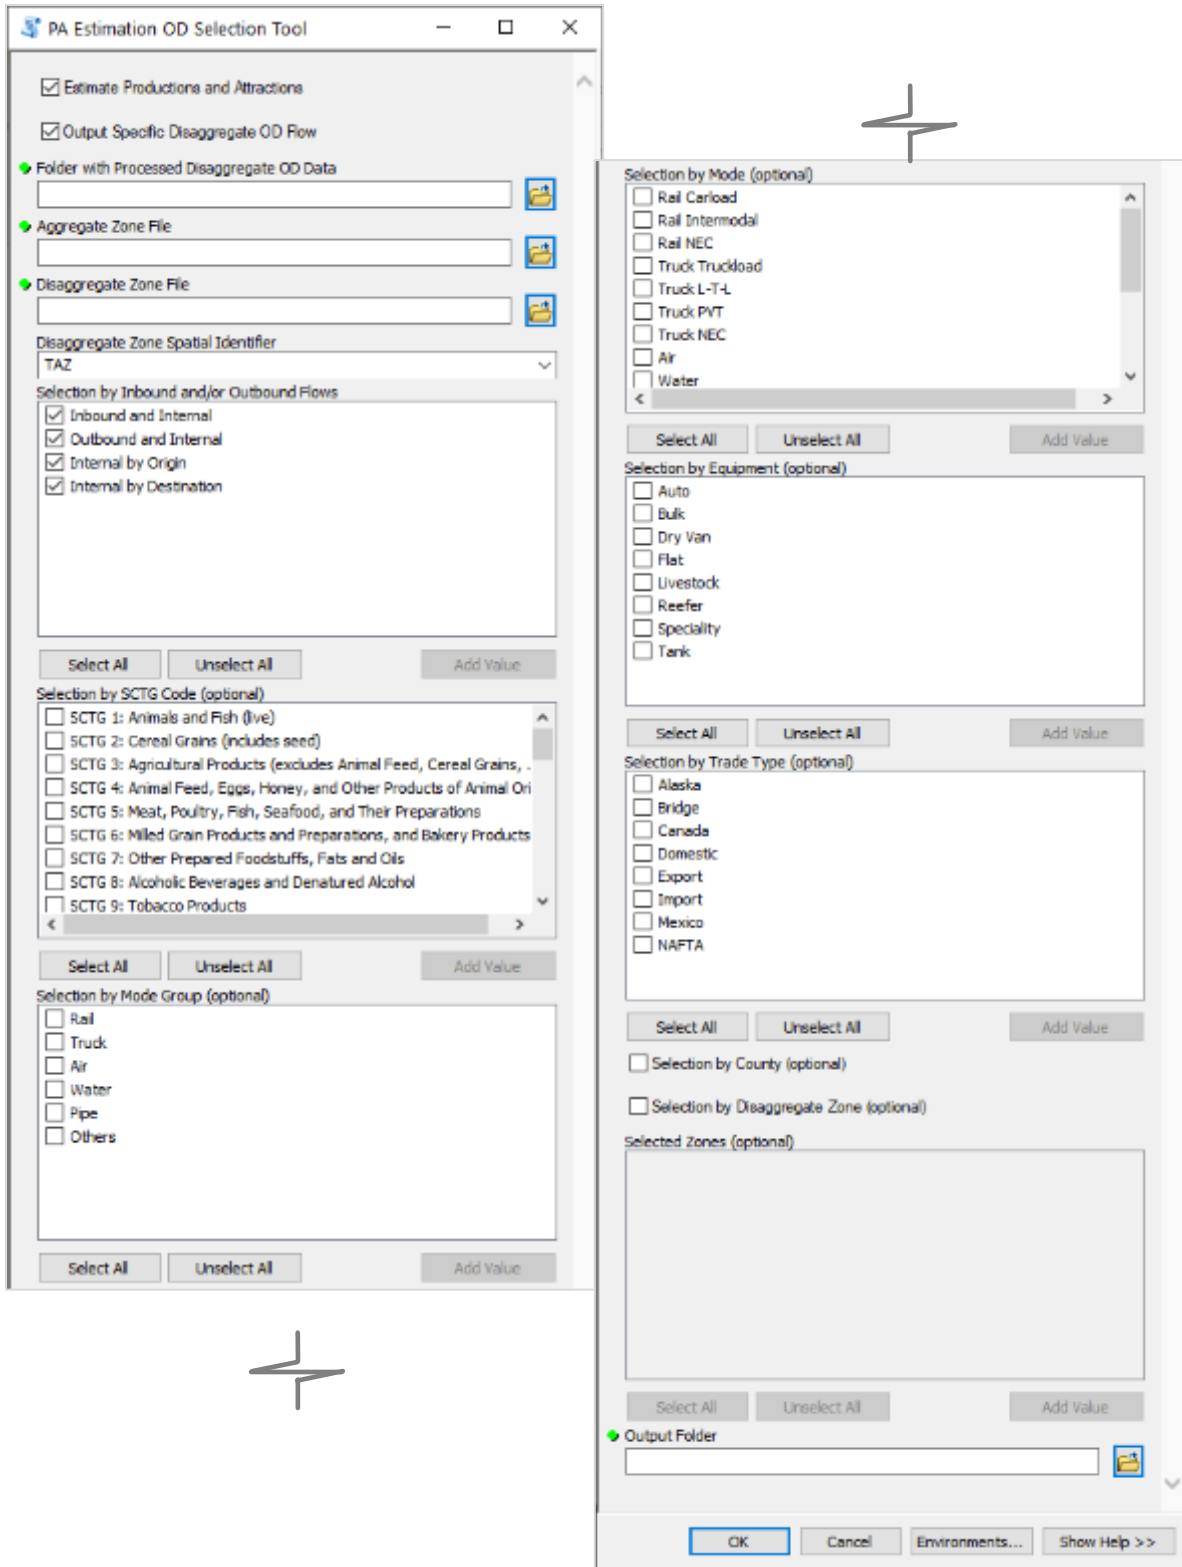 PA Estimation OD Selection Tool
Estimate Productions and Attractions
Output Specific Disaggregate OD Flow
Folder with Processed Disaggregate OD Data
Aggregate Zone File
Disaggregate Zone File
Disaggregate Zone Spatial Identifier
TAZ
Selection by Inbound and/or Outbound Flows
Inbound and Internal
Outbound and Internal
Internal by Origin
Internal by Destination
Select All Unselect All Add Value
Selection by SCTG Code (optional)
SCTG 1: Animals and Fish (live)
SCTG 2: Cereal Grains (includes seed)
SCTG 3: Agricultural Products (excludes Animal Feed, Cereal Grains, .
SCTG 4: Animal Feed, Eggs, Honey, and Other Products of Animal Ori
SCTG 5: Meat, Poultry, Fish, Seafood, and Their Preparations
SCTG 6: Milled Grain Products and Preparations, and Bakery Products
SCTG 7: Other Prepared Foodstuffs, Fats and Oils
SCTG 8: Alcoholic Beverages and Denatured Alcohol
SCTG 9: Tobacco Products
Select All Unselect All Add Value
Selection by Mode Group (optional)
Rail
Truck
Air
Water
Pipe
Others
Select All Unselect All Add Value
Selection by Mode (optional)
Rail Carload
Rail Intermodal
Rail NEC
Truck Truckload
Truck L-T-L
Truck PVT
Truck NEC
Air
Water
Select All Unselect All Add Value
Selection by Equipment (optional)
Auto
Bulk
Dry Van
Flat
Livestock
Reefer
Speciality
Tank
Select All Unselect All Add Value
Selection by Trade Type (optional)
Alaska
Bridge
Canada
Domestic
Export
Import
Mexico
NAFTA
Select All Unselect All Add Value
Selection by County (optional)
Selection by Disaggregate Zone (optional)
Selected Zones (optional)
Select All Unselect All Add Value
Output Folder
OK Cancel Environments... Show Help >>